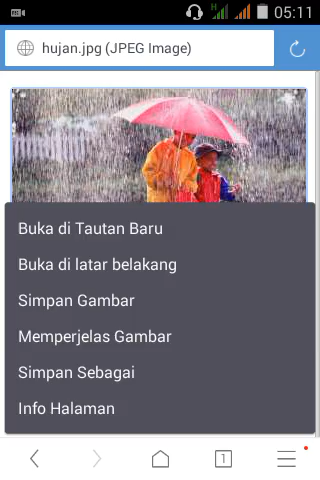 H
05:11
hujan.jpg (JPEG Image)
Buka di Tautan Baru
Buka di latar belakang
Simpan Gambar
Memperjelas Gambar
Simpan Sebagai
Info Halaman
1